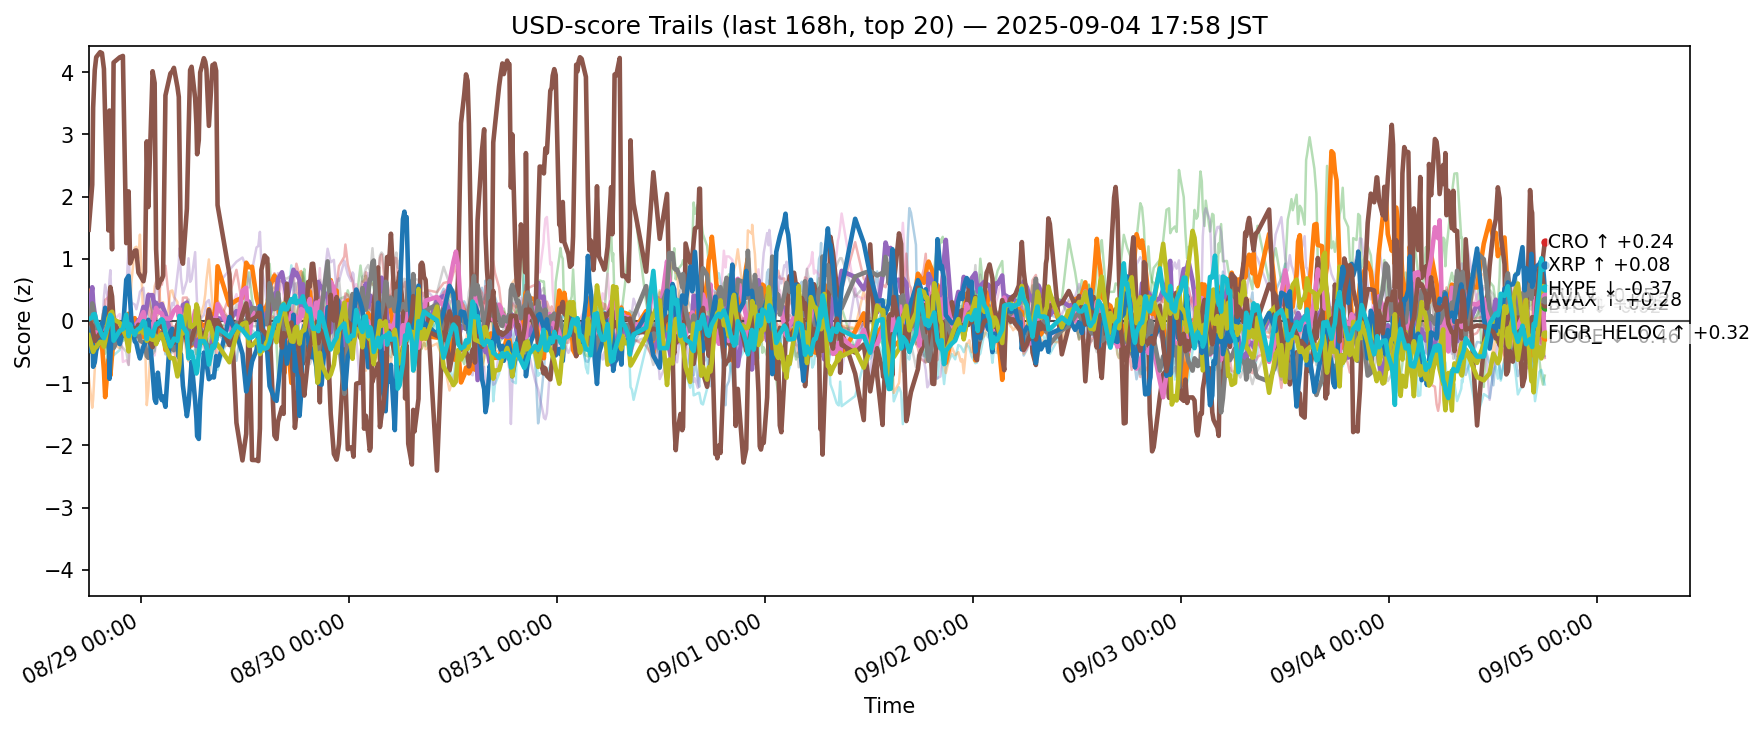 USD-score Trails (last 168h, top 20) — 2025-09-04 17:58 JST
Score (z)
4
3
2
1
0
−1
−2
−3
−4
CRO ↑ +0.24
XRP ↑ +0.08
HYPE ↓ -0.37
AVAX ↑ +0.28
FIGR_HELOC ↑ +0.32
DOGE ↓ -0.46
08/29 00:00
08/30 00:00
08/31 00:00
09/01 00:00
09/02 00:00
09/03 00:00
09/04 00:00
09/05 00:00
Time